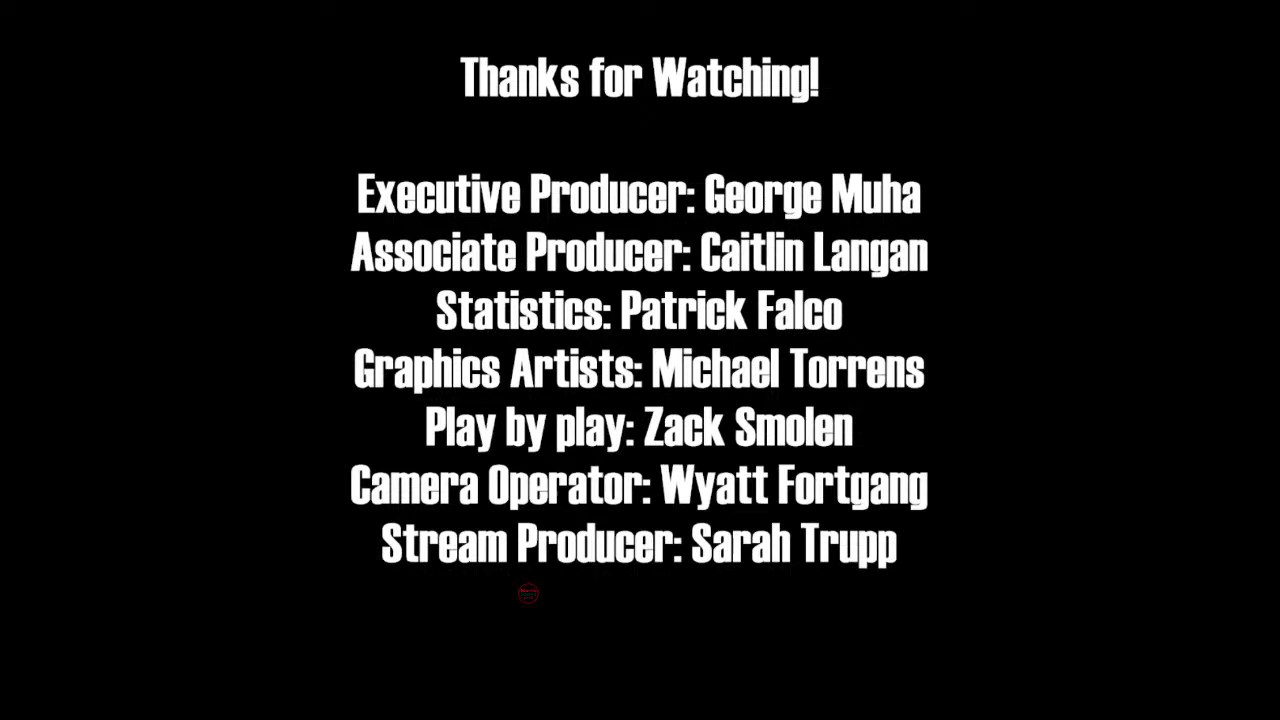 Thanks for Watching!
Executive Producer: George Muha
Associate Producer: Caitlin Langan
Statistics: Patrick Falco
Graphics Artists: Michael Torrens
Play by play: Zack Smolen
Camera Operator: Wyatt Fortgang
Stream Producer: Sarah Trupp